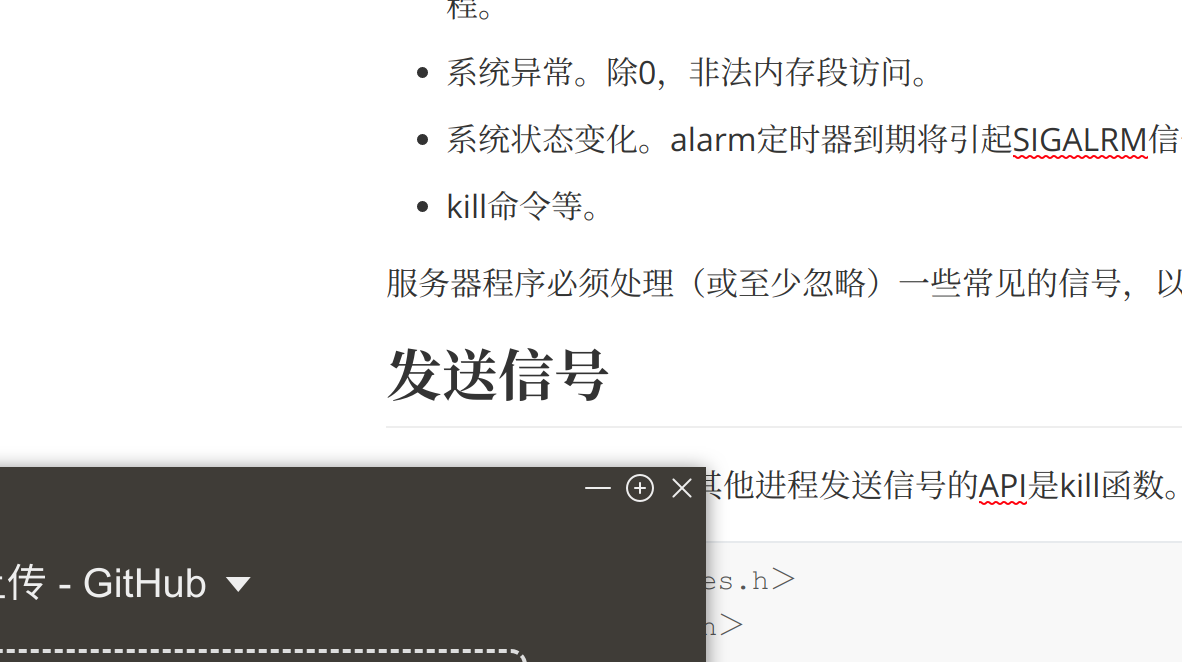 程。
系统异常。除0，非法内存段访问。
系统状态变化。alarm定时器到期将引起SIGALRM信
kill命令等。
服务器程序必须处理（或至少忽略）一些常见的信号，以
发送信号
其他进程发送信号的API是kill函数。
es.h>
h>
上传 - GitHub